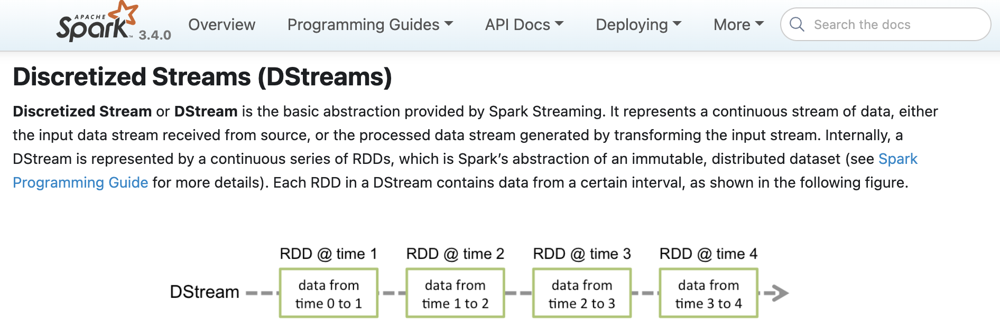 APACHE
Spark™ 3.4.0 Overview Programming Guides API Docs Deploying More Search the docs
Discretized Streams (DStreams)
Discretized Stream or DStream is the basic abstraction provided by Spark Streaming. It represents a continuous stream of data, either
the input data stream received from source, or the processed data stream generated by transforming the input stream. Internally, a
DStream is represented by a continuous series of RDDs, which is Spark’s abstraction of an immutable, distributed dataset (see Spark
Programming Guide for more details). Each RDD in a DStream contains data from a certain interval, as shown in the following figure.
RDD @ time 1 RDD @ time 2 RDD @ time 3 RDD @ time 4
DStream
data from
time 0 to 1
data from
time 1 to 2
data from
time 2 to 3
data from
time 3 to 4